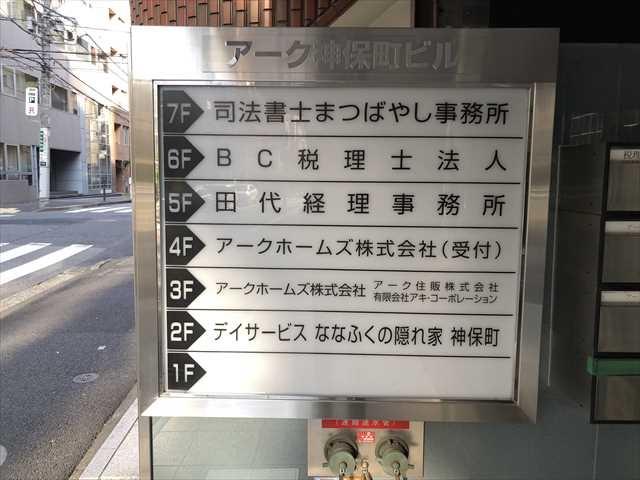 アーク神保町ビル
7F 司法書士まつばやし事務所
6F BC税理士法人
5F 田代経理事務所
4F アークホームズ株式会社(受付)
3F アークホームズ株式会社 アーク住販株式会社
有限会社アキ・コーポレーション
2F デイサービス ななふくの隠れ家 神保町
1F
(連結送水管)